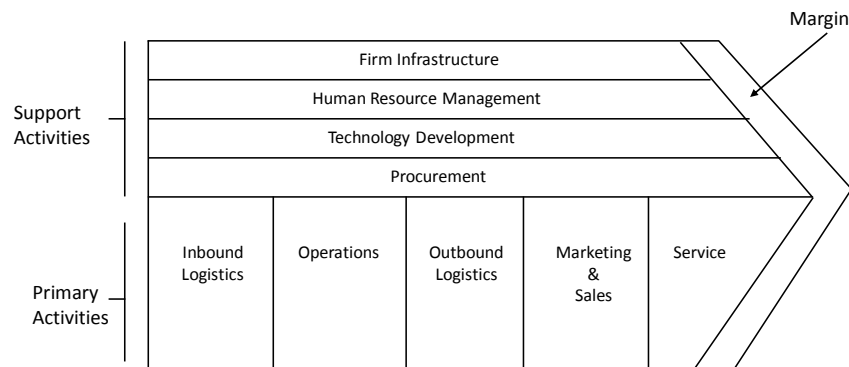 Margin
Firm Infrastructure
Human Resource Management
Technology Development
Procurement
Support
Activities
Inbound
Logistics
Operations
Outbound
Logistics
Marketing
&
Sales
Service
Primary
Activities